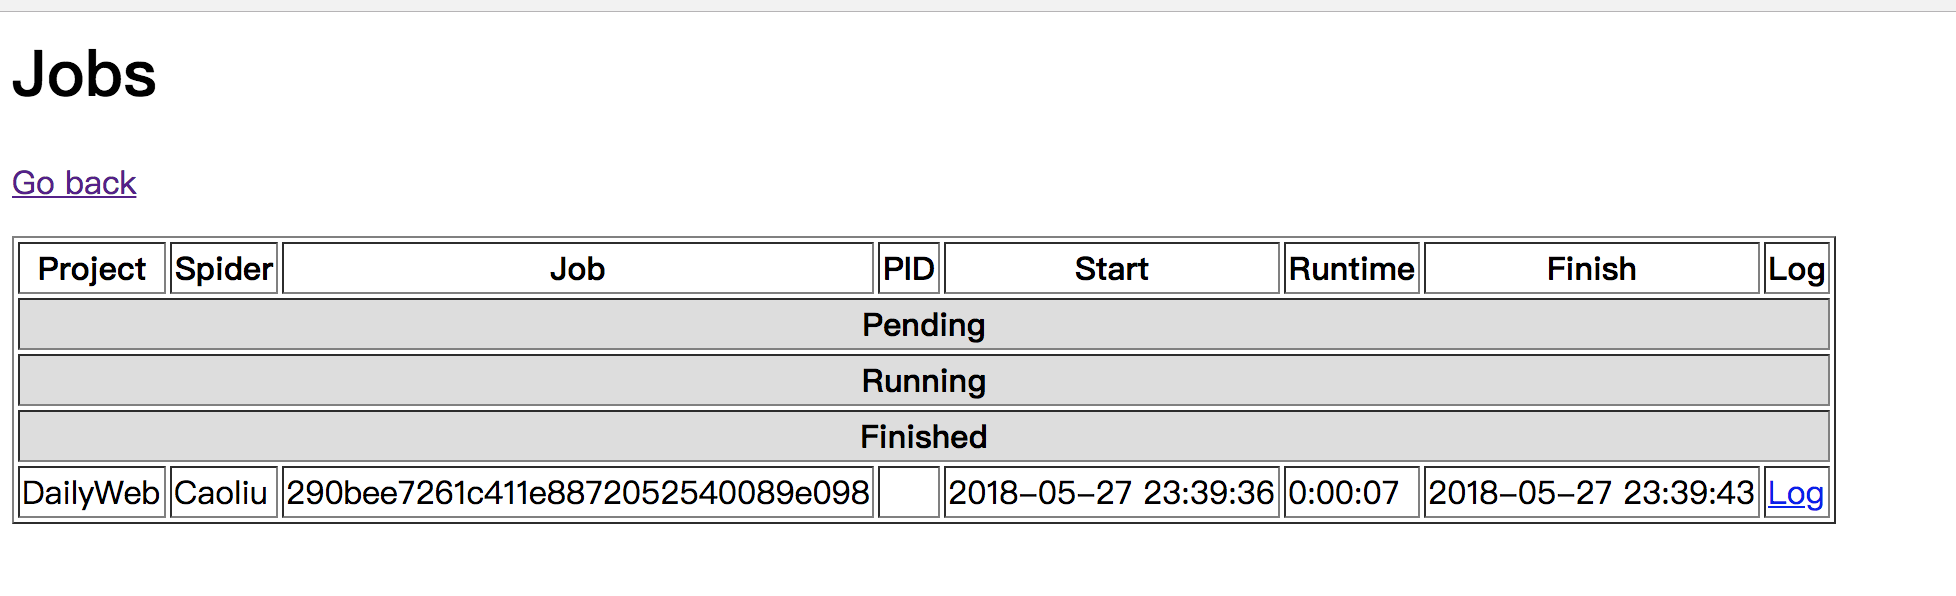 Jobs
Go back
Project Spider Job PID Start Runtime Finish Log
Pending
Running
Finished
DailyWeb Caoliu 290bee7261c411e8872052540089e098 2018-05-27 23:39:36 0:00:07 2018-05-27 23:39:43 Log